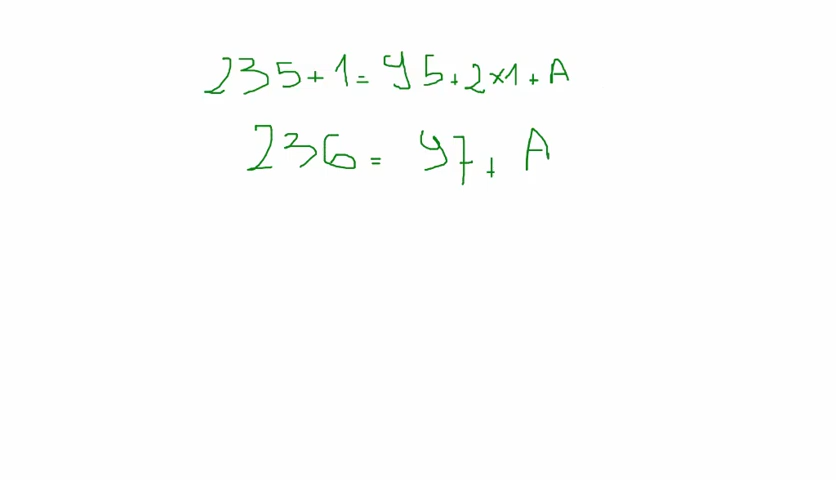 235 + 1 = 95 + 2 × 1 + A
236 = 97 + A